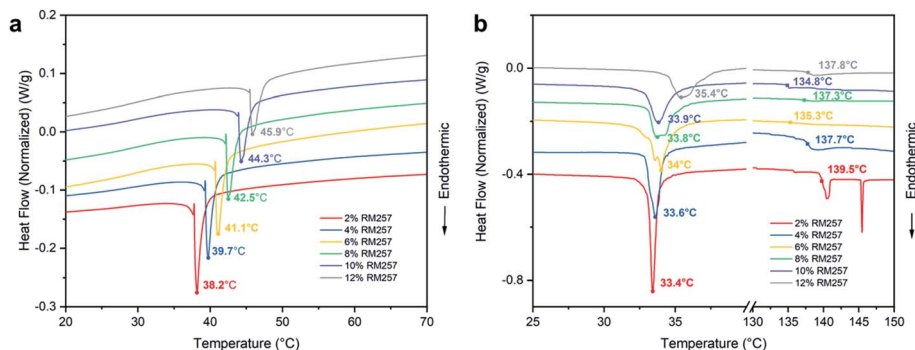 a
Heat Flow (Normalized) (W/g)
0.2
0.1
0.0
-0.1
-0.2
-0.3
45.9°C
44.3°C
42.5°C
41.1°C
39.7°C
38.2°C
2% RM257
4% RM257
6% RM257
8% RM257
10% RM257
12% RM257
20 30 40 50 60 70
Temperature (°C)
Endothermic
b
Heat Flow (Normalized) (W/g)
0.0
-0.4
-0.8
137.8°C
134.8°C
35.4°C
137.3°C
33.9°C
135.3°C
33.8°C
137.7°C
34°C
139.5°C
33.6°C
33.4°C
2% RM257
4% RM257
6% RM257
8% RM257
10% RM257
12% RM257
25 30 35 130 135 140 145 150
Temperature (°C)
Endothermic